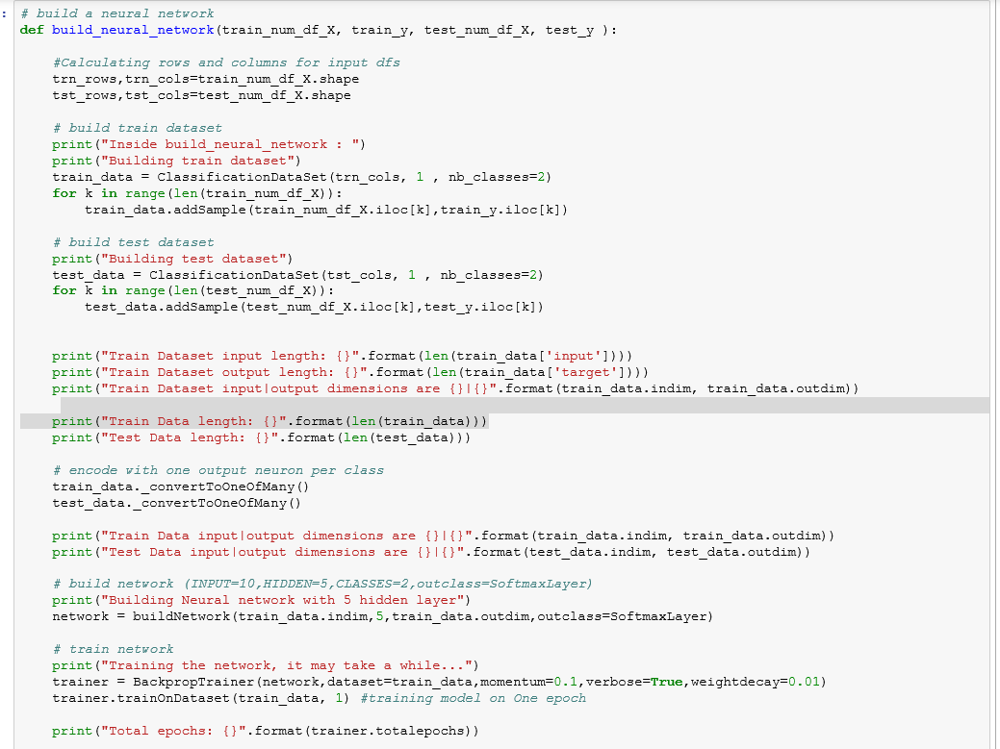 : # build a neural network
def build_neural_network(train_num_df_X, train_y, test_num_df_X, test_y ):
#Calculating rows and columns for input dfs
trn_rows,trn_cols=train_num_df_X.shape
tst_rows,tst_cols=test_num_df_X.shape
# build train dataset
print("Inside build_neural_network : ")
print("Building train dataset")
train_data = ClassificationDataSet(trn_cols, 1 , nb_classes=2)
for k in range(len(train_num_df_X)):
train_data.addSample(train_num_df_X.iloc[k],train_y.iloc[k])
# build test dataset
print("Building test dataset")
test_data = ClassificationDataSet(tst_cols, 1 , nb_classes=2)
for k in range(len(test_num_df_X)):
test_data.addSample(test_num_df_X.iloc[k],test_y.iloc[k])
print("Train Dataset input length: {}".format(len(train_data['input'])))
print("Train Dataset output length: {}".format(len(train_data['target'])))
print("Train Dataset input|output dimensions are {}|{}".format(train_data.indim, train_data.outdim))
print("Train Data length: {}".format(len(train_data)))
print("Test Data length: {}".format(len(test_data)))
# encode with one output neuron per class
train_data._convertToOneOfMany()
test_data._convertToOneOfMany()
print("Train Data input|output dimensions are {}|{}".format(train_data.indim, train_data.outdim))
print("Test Data input|output dimensions are {}|{}".format(test_data.indim, test_data.outdim))
# build network (INPUT=10,HIDDEN=5,CLASSES=2,outclass=SoftmaxLayer)
print("Building Neural network with 5 hidden layer")
network = buildNetwork(train_data.indim,5,train_data.outdim,outclass=SoftmaxLayer)
# train network
print("Training the network, it may take a while...")
trainer = BackpropTrainer(network,dataset=train_data,momentum=0.1,verbose=True,weightdecay=0.01)
trainer.trainOnDataset(train_data, 1) #training model on One epoch
print("Total epochs: {}".format(trainer.totalepochs))